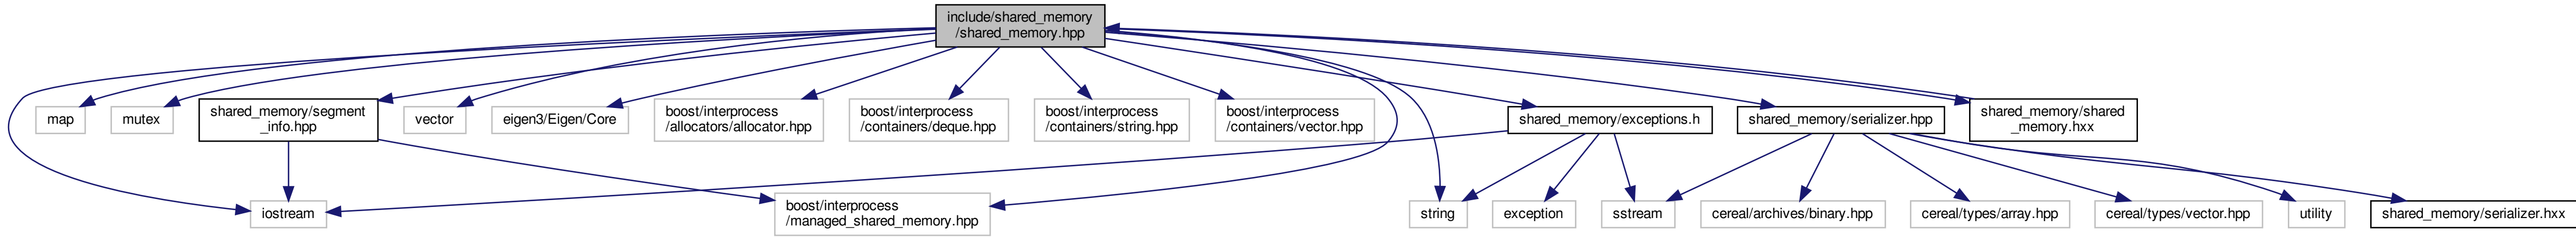 include/shared_memory
/shared_memory.hpp
map
mutex
shared_memory/segment
_info.hpp
vector
eigen3/Eigen/Core
boost/interprocess
/allocators/allocator.hpp
boost/interprocess
/containers/deque.hpp
boost/interprocess
/containers/string.hpp
boost/interprocess
/containers/vector.hpp
shared_memory/exceptions.h
shared_memory/serializer.hpp
shared_memory/shared
_memory.hxx
iostream
boost/interprocess
/managed_shared_memory.hpp
string
exception
sstream
cereal/archives/binary.hpp
cereal/types/array.hpp
cereal/types/vector.hpp
utility
shared_memory/serializer.hxx